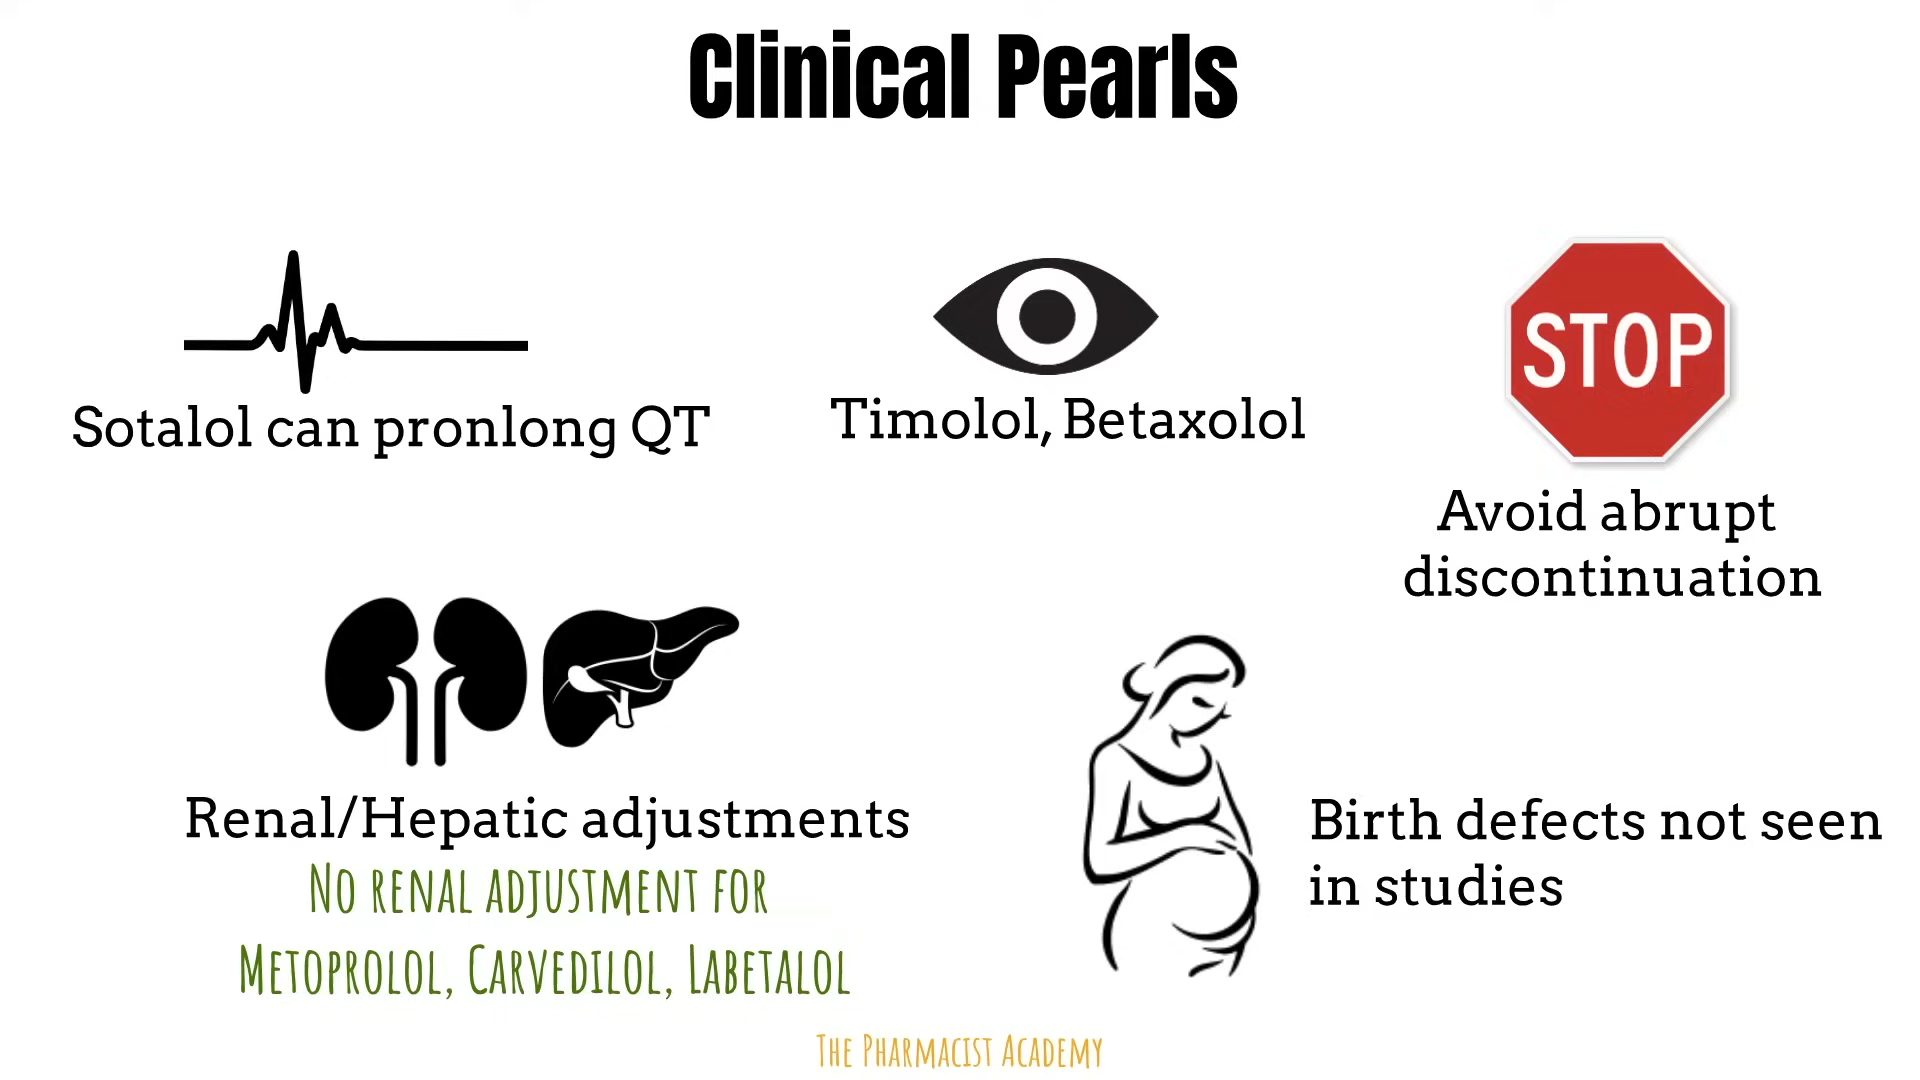 Clinical Pearls
Sotalol can pronlong QT
Timolol, Betaxolol
STOP
Avoid abrupt
discontinuation
Renal/Hepatic adjustments
No renal adjustment for
Metoprolol, Carvedilol, Labetalol
Birth defects not seen
in studies
The Pharmacist Academy